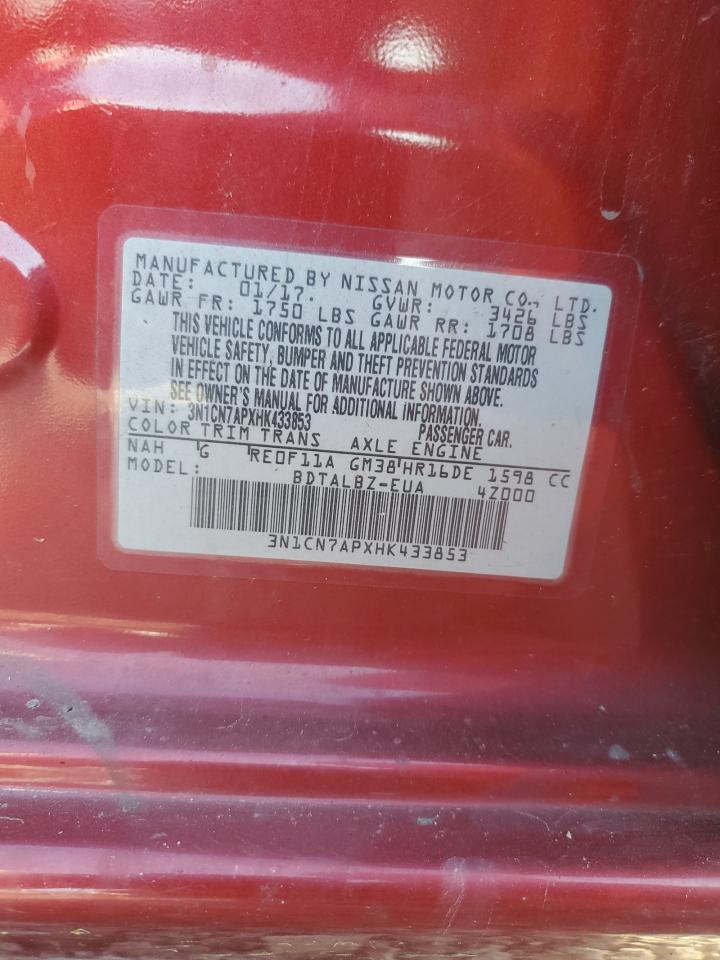 MANUFACTURED BY NISSAN MOTOR CO., LTD.
DATE: 01/17. GVWR: 3426 LBS
GAWR FR: 1750 LBS GAWR RR: 1708 LBS
THIS VEHICLE CONFORMS TO ALL APPLICABLE FEDERAL MOTOR
VEHICLE SAFETY, BUMPER AND THEFT PREVENTION STANDARDS
IN EFFECT ON THE DATE OF MANUFACTURE SHOWN ABOVE.
SEE OWNER'S MANUAL FOR ADDITIONAL INFORMATION.
VIN: 3N1CN7APXHK433853 PASSENGER CAR.
COLOR TRIM TRANS AXLE ENGINE
NAH G RE0F11A GM38 HR16DE 1598 CC
MODEL: BDTALBZ-EUA 4Z000
3N1CN7APXHK433853